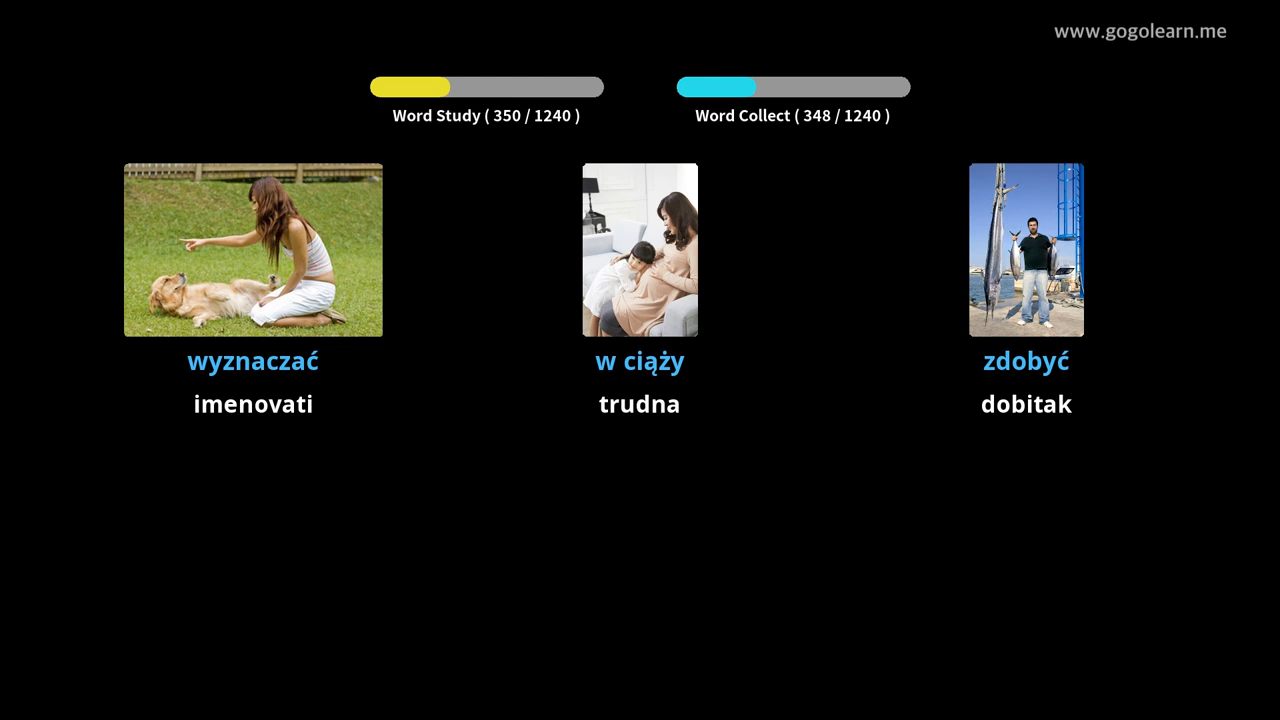 www.gogolearn.me
Word Study ( 350 / 1240 )
Word Collect ( 348 / 1240 )
wyznaczać
imenovati
w ciąży
trudna
zdobyć
dobitak